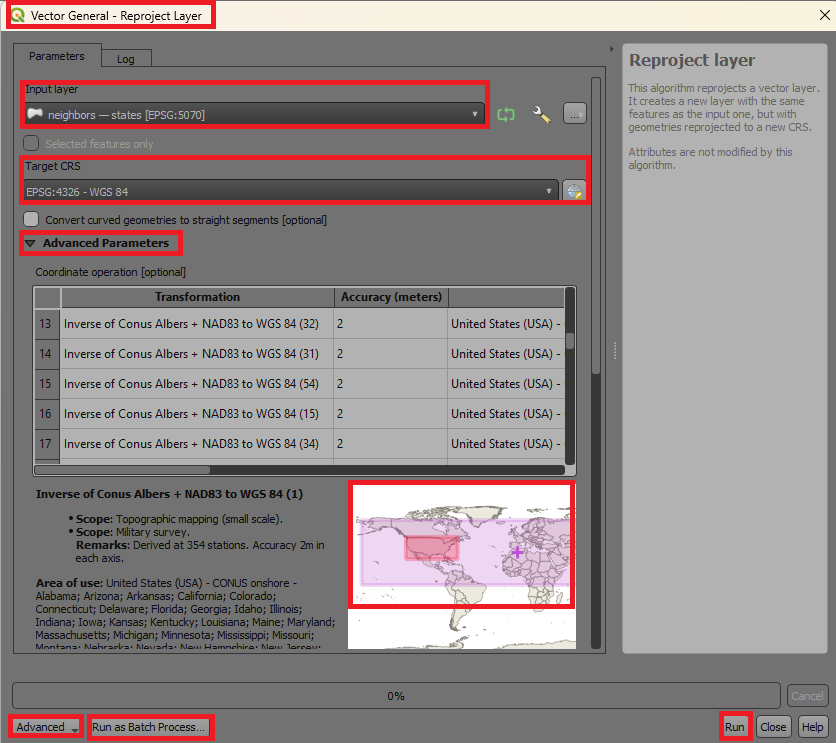 Vector General - Reproject Layer
Parameters
Log
Input layer
neighbors — states [EPSG:5070]
...
Selected features only
Target CRS
EPSG:4326 - WGS 84
Convert curved geometries to straight segments [optional]
Advanced Parameters
Coordinate operation [optional]
Transformation Accuracy (meters)
13 Inverse of Conus Albers + NAD83 to WGS 84 (32) 2 United States (USA) -
14 Inverse of Conus Albers + NAD83 to WGS 84 (31) 2 United States (USA) -
15 Inverse of Conus Albers + NAD83 to WGS 84 (54) 2 United States (USA) -
16 Inverse of Conus Albers + NAD83 to WGS 84 (15) 2 United States (USA) -
17 Inverse of Conus Albers + NAD83 to WGS 84 (34) 2 United States (USA) -
Inverse of Conus Albers + NAD83 to WGS 84 (1)
• Scope: Topographic mapping (small scale).
• Scope: Military survey.
Remarks: Derived at 354 stations. Accuracy 2m in
each axis.
Area of use: United States (USA) - CONUS onshore -
Alabama; Arizona; Arkansas; California; Colorado;
Connecticut; Delaware; Florida; Georgia; Idaho; Illinois;
Indiana; Iowa; Kansas; Kentucky; Louisiana; Maine; Maryland;
Massachusetts; Michigan; Minnesota; Mississippi; Missouri;
Montana; Nebraska; Nevada; New Hampshire; New Jersey;
Reproject layer
This algorithm reprojects a vector layer.
It creates a new layer with the same
features as the input one, but with
geometries reprojected to a new CRS.
Attributes are not modified by this
algorithm.
0%
Cancel
Advanced
Run as Batch Process...
Run
Close
Help